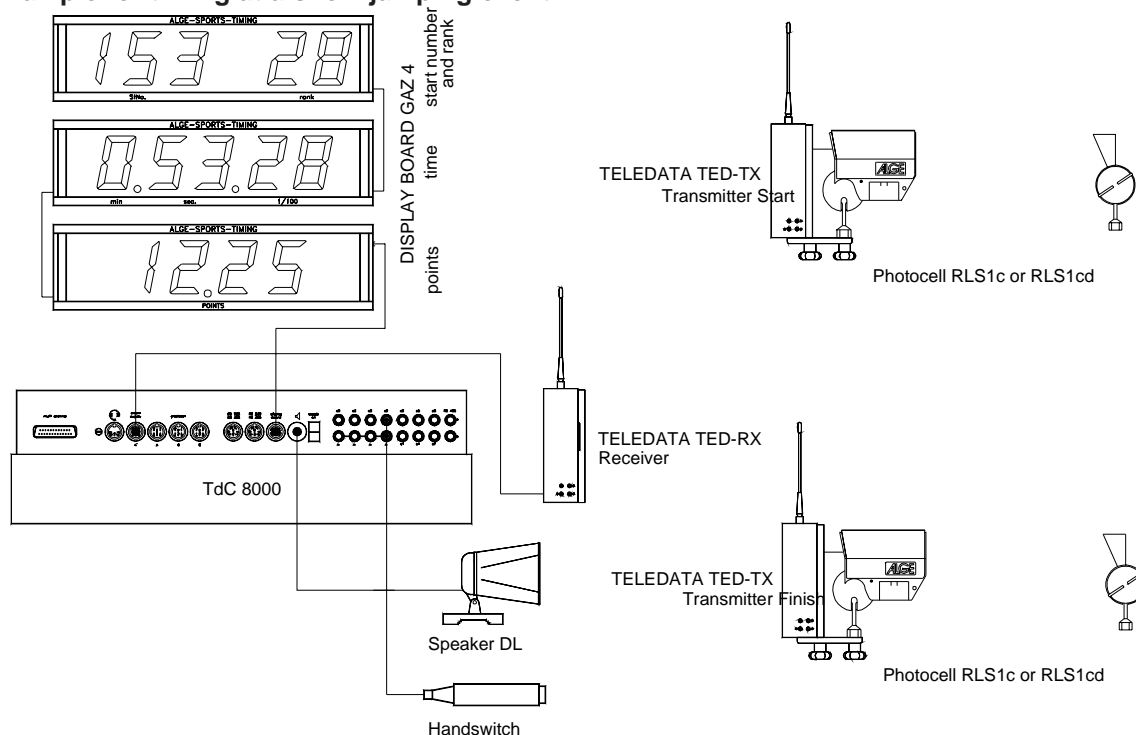 ALGE-SPORTS-TIMING
153 28
StNo. rank
ALGE-SPORTS-TIMING
0.53.28
min sec. 1/100
ALGE-SPORTS-TIMING
12.25
POINTS
DISPLAY BOARD GAZ 4
start number
and rank
time
points
TELEDATA TED-TX
Transmitter Start
ALGE
Photocell RLS1c or RLS1cd
TELEDATA TED-RX
Receiver
TdC 8000
TELEDATA TED-TX
Transmitter Finish
ALGE
Photocell RLS1c or RLS1cd
Speaker DL
Handswitch